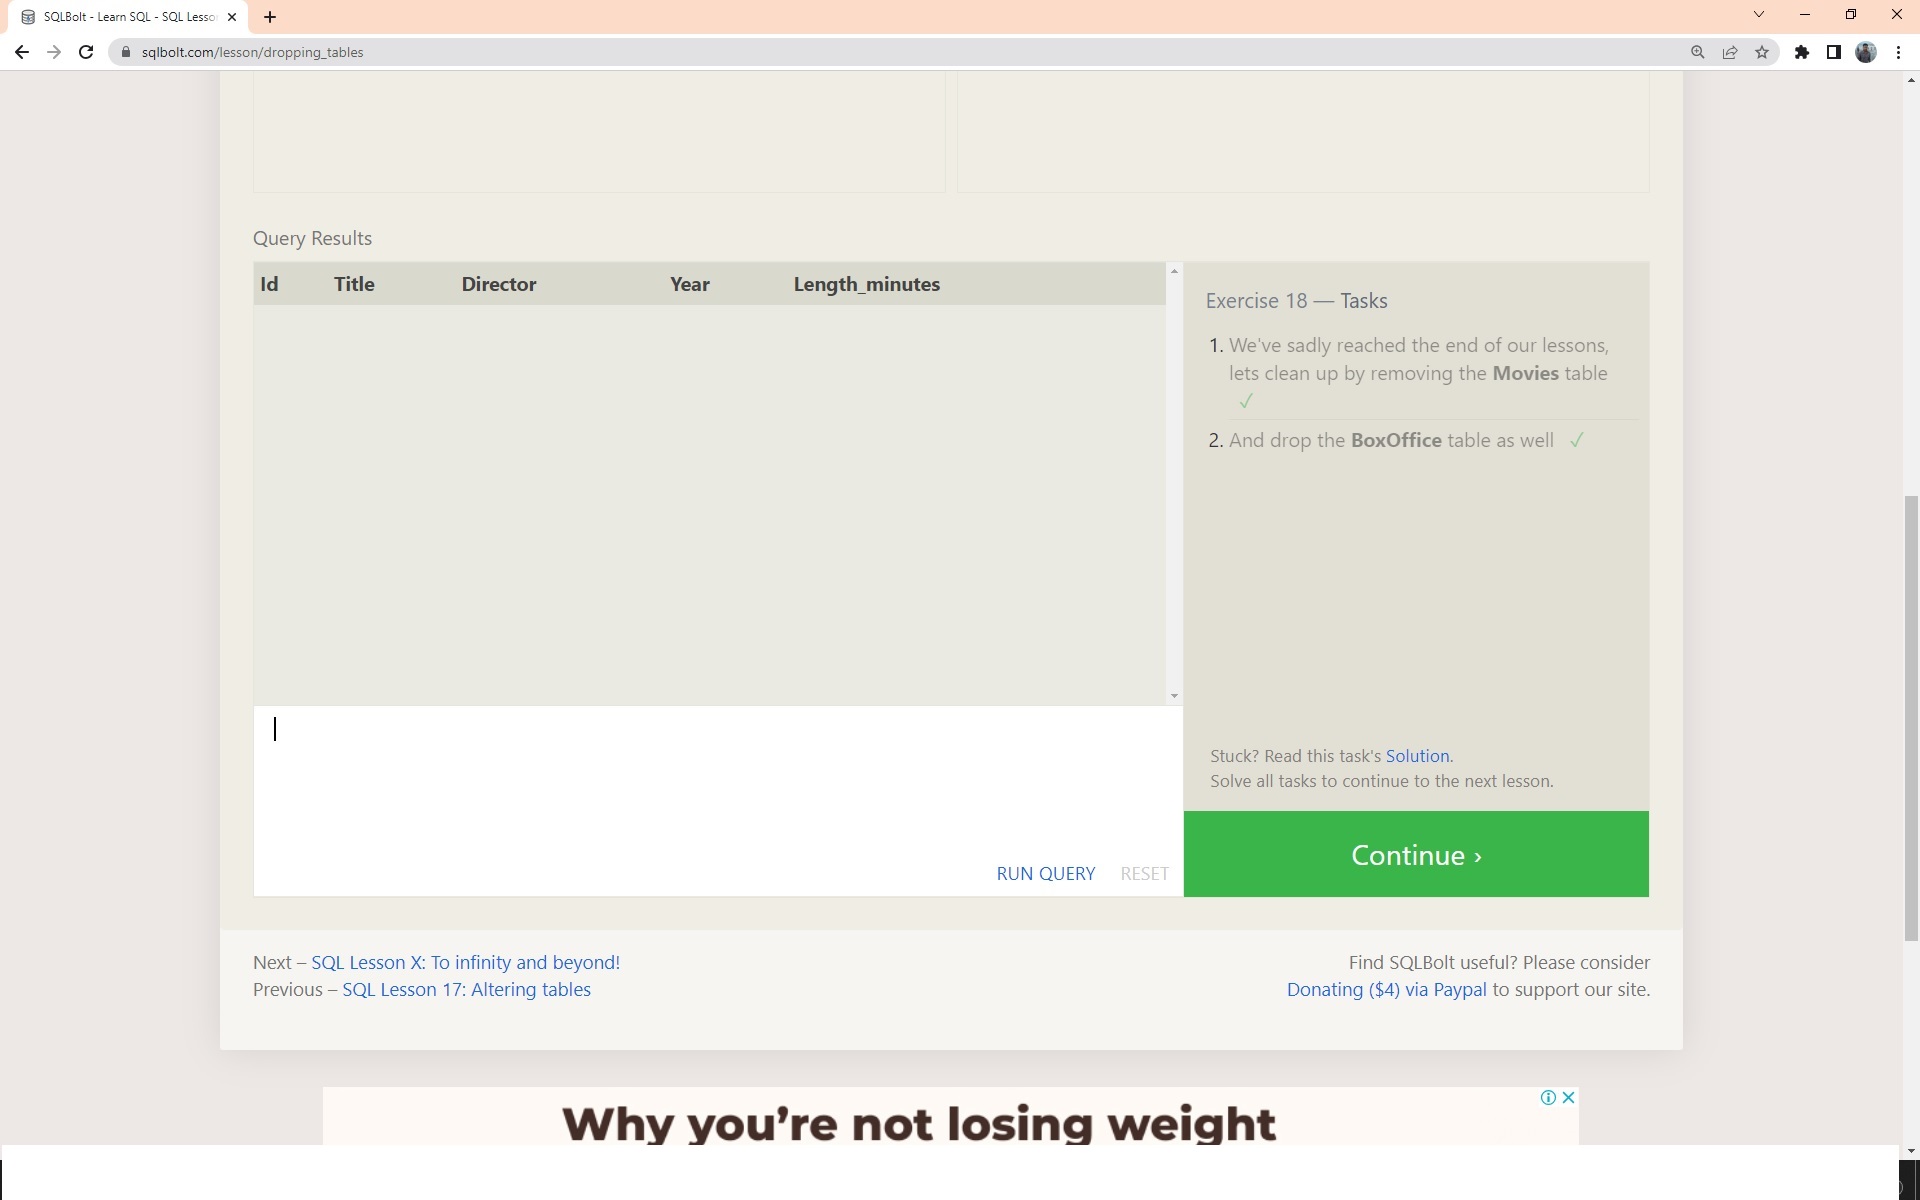 SQLBolt - Learn SQL - SQL Lesso
sqlbolt.com/lesson/dropping_tables
Query Results
Id Title Director Year Length_minutes
Exercise 18 — Tasks
1. We've sadly reached the end of our lessons,
lets clean up by removing the Movies table
✓
2. And drop the BoxOffice table as well ✓
Stuck? Read this task's Solution.
Solve all tasks to continue to the next lesson.
RUN QUERY RESET
Continue ›
Next – SQL Lesson X: To infinity and beyond!
Previous – SQL Lesson 17: Altering tables
Find SQLBolt useful? Please consider
Donating ($4) via Paypal to support our site.
Why you're not losing weight